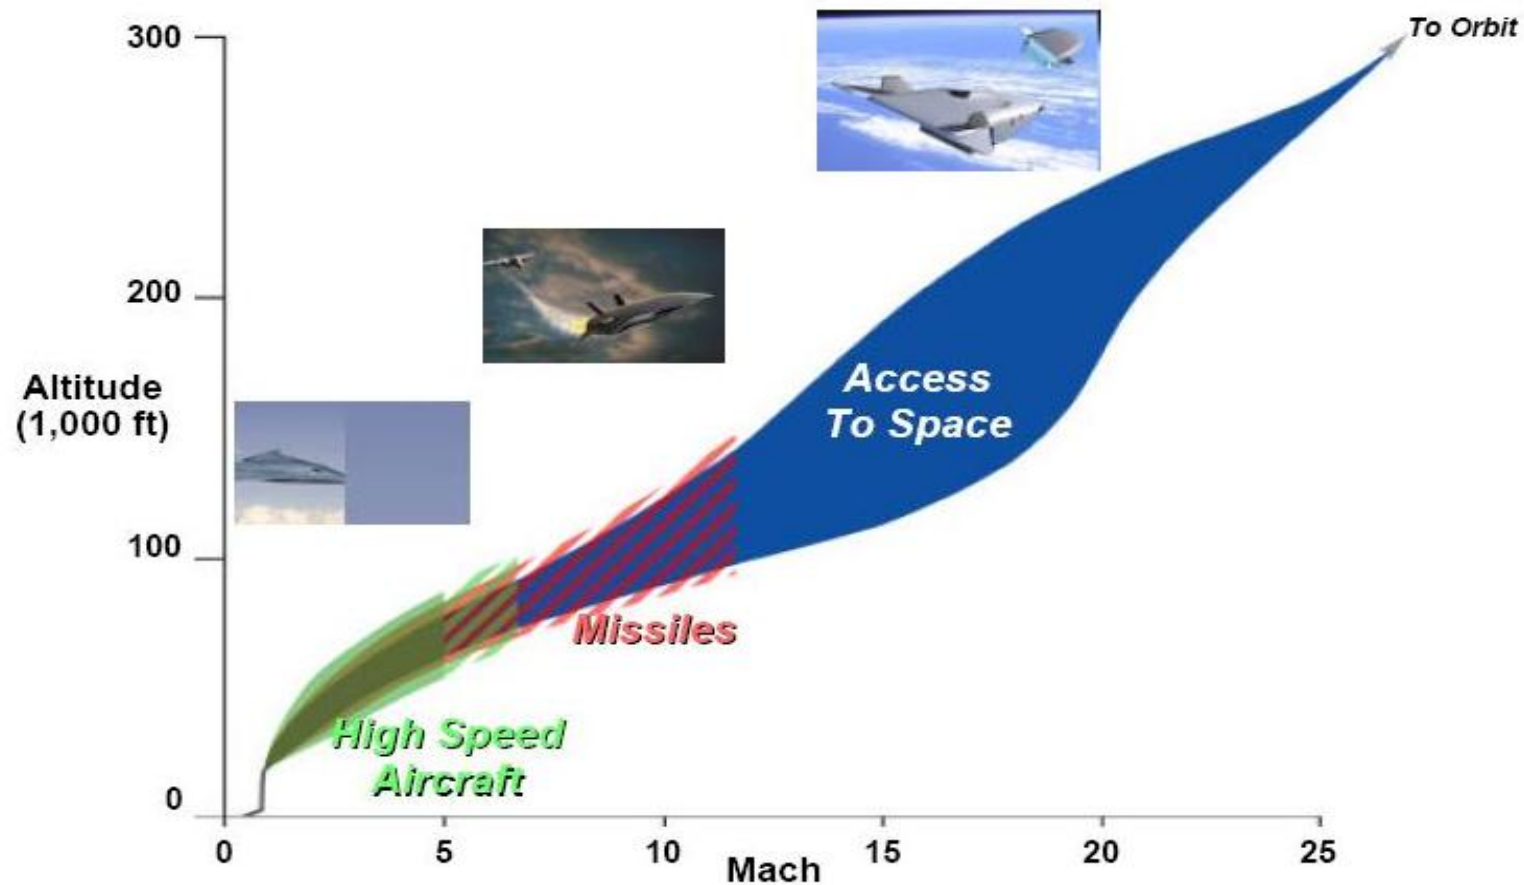 300
To Orbit
200
Altitude
(1,000 ft)
Access
To Space
100
Missiles
High Speed
Aircraft
0
0 5 10 15 20 25
Mach